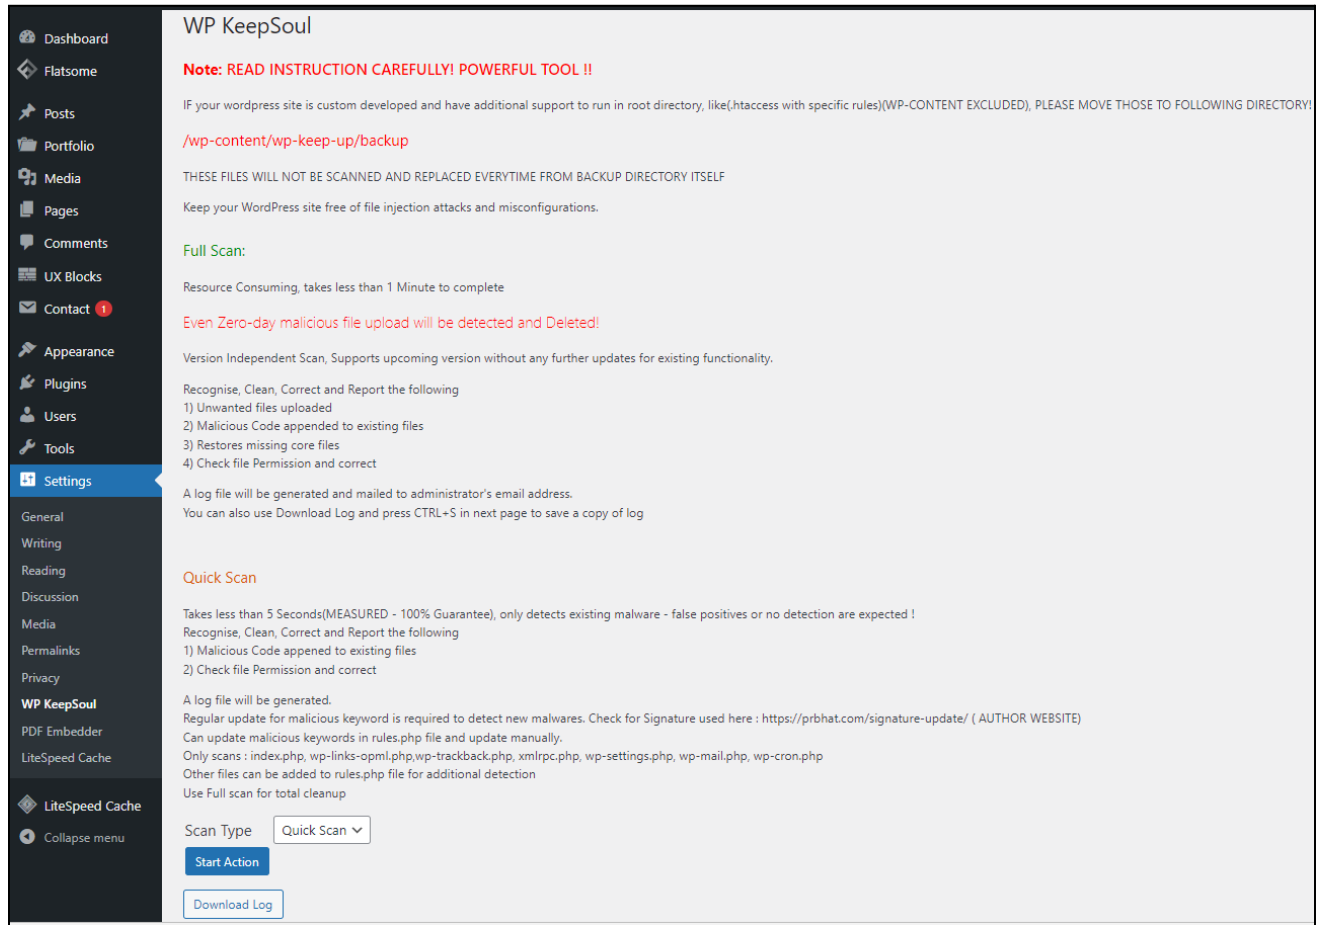 Dashboard
Flatsome
Posts
Portfolio
Media
Pages
Comments
UX Blocks
Contact 1
Appearance
Plugins
Users
Tools
Settings
General
Writing
Reading
Discussion
Media
Permalinks
Privacy
WP KeepSoul
PDF Embedder
LiteSpeed Cache
LiteSpeed Cache
Collapse menu
WP KeepSoul
Note: READ INSTRUCTION CAREFULLY! POWERFUL TOOL !!
IF your wordpress site is custom developed and have additional support to run in root directory, like(.htaccess with specific rules)(WP-CONTENT EXCLUDED), PLEASE MOVE THOSE TO FOLLOWING DIRECTORY!
/wp-content/wp-keep-up/backup
THESE FILES WILL NOT BE SCANNED AND REPLACED EVERYTIME FROM BACKUP DIRECTORY ITSELF
Keep your WordPress site free of file injection attacks and misconfigurations.
Full Scan:
Resource Consuming, takes less than 1 Minute to complete
Even Zero-day malicious file upload will be detected and Deleted!
Version Independent Scan, Supports upcoming version without any further updates for existing functionality.
Recognise, Clean, Correct and Report the following
1) Unwanted files uploaded
2) Malicious Code appended to existing files
3) Restores missing core files
4) Check file Permission and correct
A log file will be generated and mailed to administrator's email address.
You can also use Download Log and press CTRL+S in next page to save a copy of log
Quick Scan
Takes less than 5 Seconds(MEASURED - 100% Guarantee), only detects existing malware - false positives or no detection are expected !
Recognise, Clean, Correct and Report the following
1) Malicious Code appened to existing files
2) Check file Permission and correct
A log file will be generated.
Regular update for malicious keyword is required to detect new malwares. Check for Signature used here : https://prbhat.com/signature-update/ ( AUTHOR WEBSITE)
Can update malicious keywords in rules.php file and update manually.
Only scans : index.php, wp-links-opml.php,wp-trackback.php, xmlrpc.php, wp-settings.php, wp-mail.php, wp-cron.php
Other files can be added to rules.php file for additional detection
Use Full scan for total cleanup
Scan Type Quick Scan
Start Action
Download Log